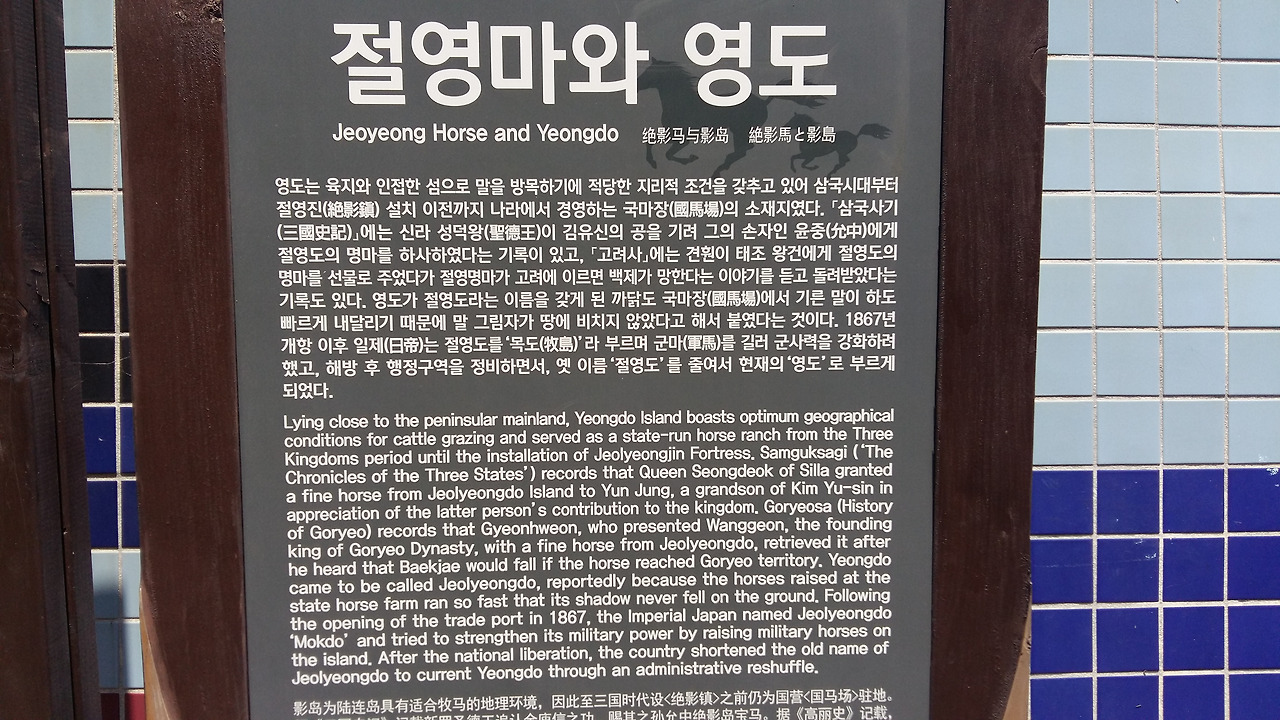 절영마와 영도
Jeoyeong Horse and Yeongdo 绝影马与影岛 絶影馬と影島
영도는 육지와 인접한 섬으로 말을 방목하기에 적당한 지리적 조건을 갖추고 있어 삼국시대부터
절영진(絶影鎭) 설치 이전까지 나라에서 경영하는 국마장(國馬場)의 소재지였다. 「삼국사기
(三國史記)」에는 신라 성덕왕(聖德王)이 김유신의 공을 기려 그의 손자인 윤중(允中)에게
절영도의 명마를 하사하였다는 기록이 있고, 「고려사」에는 견훤이 태조 왕건에게 절영도의
명마를 선물로 주었다가 절영명마가 고려에 이르면 백제가 망한다는 이야기를 듣고 돌려받았다는
기록도 있다. 영도가 절영도라는 이름을 갖게 된 까닭도 국마장(國馬場)에서 기른 말이 하도
빠르게 내달리기 때문에 말 그림자가 땅에 비치지 않았다고 해서 붙였다는 것이다. 1867년
개항 이후 일제(日帝)는 절영도를 ‘목도(牧島)’라 부르며 군마(軍馬)를 길러 군사력을 강화하려
했고, 해방 후 행정구역을 정비하면서, 옛 이름 ‘절영도’를 줄여서 현재의 ‘영도’로 부르게
되었다.
Lying close to the peninsular mainland, Yeongdo Island boasts optimum geographical
conditions for cattle grazing and served as a state-run horse ranch from the Three
Kingdoms period until the installation of Jeolyeongjin Fortress. Samguksagi (‘The
Chronicles of the Three States’) records that Queen Seongdeok of Silla granted
a fine horse from Jeolyeongdo Island to Yun Jung, a grandson of Kim Yu-sin in
appreciation of the latter person’s contribution to the kingdom. Goryeosa (History
of Goryeo) records that Gyeonhweon, who presented Wanggeon, the founding
king of Goryeo Dynasty, with a fine horse from Jeolyeongdo, retrieved it after
he heard that Baekjae would fall if the horse reached Goryeo territory. Yeongdo
came to be called Jeolyeongdo, reportedly because the horses raised at the
state horse farm ran so fast that its shadow never fell on the ground. Following
the opening of the trade port in 1867, the Imperial Japan named Jeolyeongdo
‘Mokdo’ and tried to strengthen its military power by raising military horses on
the island. After the national liberation, the country shortened the old name of
Jeolyeongdo to current Yeongdo through an administrative reshuffle.
影岛为陆连岛具有适合牧马的地理环境，因此至三国时代设<绝影镇>之前仍为国营<国马场>驻地。